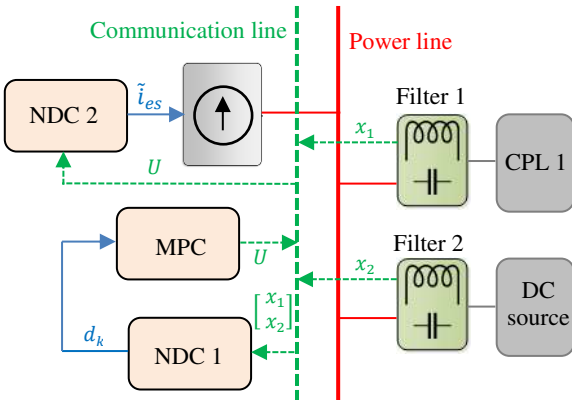 Communication line
Power line
NDC 2
ĩ_es
Filter 1
x_1
CPL 1
U
MPC
U
Filter 2
x_2
DC
source
[x_1
x_2]
NDC 1
d_k